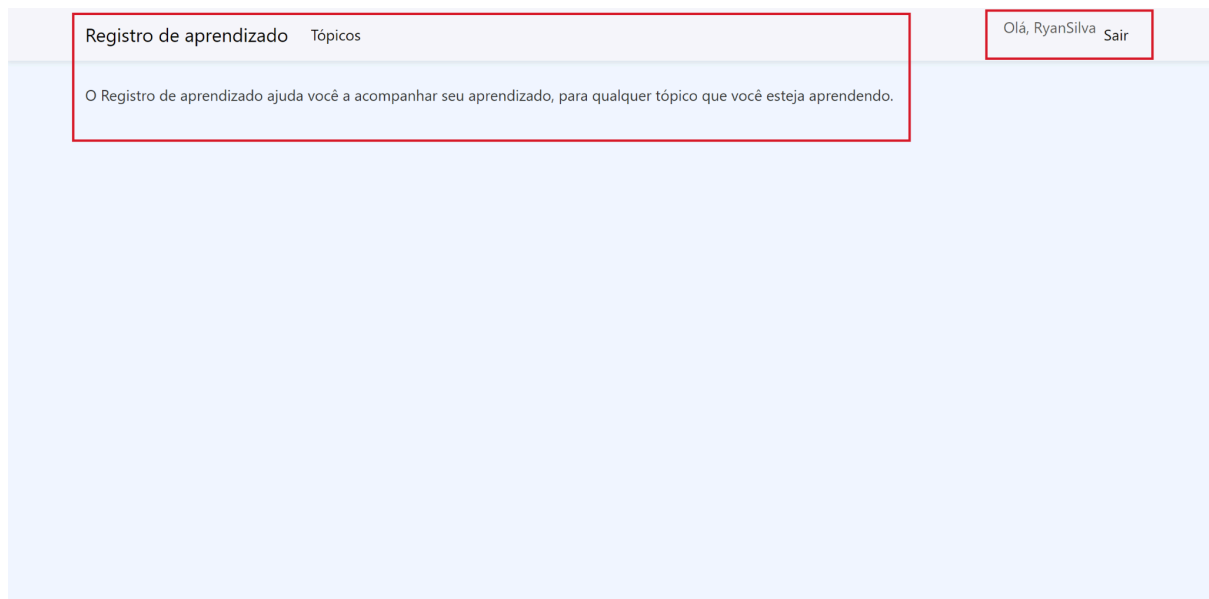 Registro de aprendizado Tópicos Olá, RyanSilva Sair
O Registro de aprendizado ajuda você a acompanhar seu aprendizado, para qualquer tópico que você esteja aprendendo.